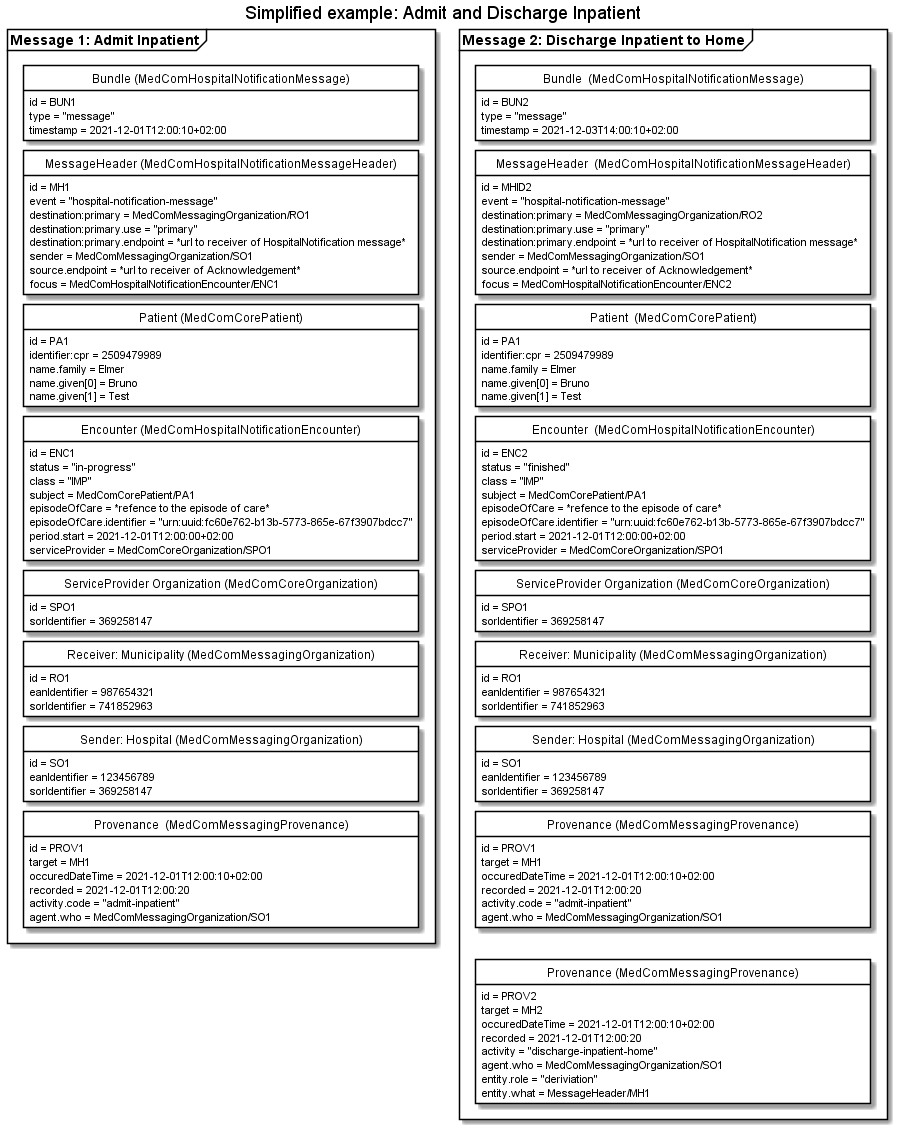 Simplified example: Admit and Discharge Inpatient
Message 1: Admit Inpatient
Bundle (MedComHospitalNotificationMessage)
id = BUN1
type = "message"
timestamp = 2021-12-01T12:00:10+02:00
MessageHeader (MedComHospitalNotificationMessageHeader)
id = MH1
event = "hospital-notification-message"
destination:primary = MedComMessagingOrganization/RO1
destination:primary.use = "primary"
destination:primary.endpoint = *url to receiver of HospitalNotification message*
sender = MedComMessagingOrganization/SO1
source.endpoint = *url to receiver of Acknowledgement*
focus = MedComHospitalNotificationEncounter/ENC1
Patient (MedComCorePatient)
id = PA1
identifier:cpr = 2509479989
name.family = Elmer
name.given[0] = Bruno
name.given[1] = Test
Encounter (MedComHospitalNotificationEncounter)
id = ENC1
status = "in-progress"
class = "IMP"
subject = MedComCorePatient/PA1
episodeOfCare = *refence to the episode of care*
episodeOfCare.identifier = "urn:uuid:fc60e762-b13b-5773-865e-67f3907bdcc7"
period.start = 2021-12-01T12:00:00+02:00
serviceProvider = MedComCoreOrganization/SPO1
ServiceProvider Organization (MedComCoreOrganization)
id = SPO1
sorIdentifier = 369258147
Receiver: Municipality (MedComMessagingOrganization)
id = RO1
eanIdentifier = 987654321
sorIdentifier = 741852963
Sender: Hospital (MedComMessagingOrganization)
id = SO1
eanIdentifier = 123456789
sorIdentifier = 369258147
Provenance (MedComMessagingProvenance)
id = PROV1
target = MH1
occuredDateTime = 2021-12-01T12:00:10+02:00
recorded = 2021-12-01T12:00:20
activity.code = "admit-inpatient"
agent.who = MedComMessagingOrganization/SO1
Message 2: Discharge Inpatient to Home
Bundle (MedComHospitalNotificationMessage)
id = BUN2
type = "message"
timestamp = 2021-12-03T14:00:10+02:00
MessageHeader (MedComHospitalNotificationMessageHeader)
id = MHID2
event = "hospital-notification-message"
destination:primary = MedComMessagingOrganization/RO2
destination:primary.use = "primary"
destination:primary.endpoint = *url to receiver of HospitalNotification message*
sender = MedComMessagingOrganization/SO1
source.endpoint = *url to receiver of Acknowledgement*
focus = MedComHospitalNotificationEncounter/ENC2
Patient (MedComCorePatient)
id = PA1
identifier:cpr = 2509479989
name.family = Elmer
name.given[0] = Bruno
name.given[1] = Test
Encounter (MedComHospitalNotificationEncounter)
id = ENC2
status = "finished"
class = "IMP"
subject = MedComCorePatient/PA1
episodeOfCare = *refence to the episode of care*
episodeOfCare.identifier = "urn:uuid:fc60e762-b13b-5773-865e-67f3907bdcc7"
period.start = 2021-12-01T12:00:00+02:00
serviceProvider = MedComCoreOrganization/SPO1
ServiceProvider Organization (MedComCoreOrganization)
id = SPO1
sorIdentifier = 369258147
Receiver: Municipality (MedComMessagingOrganization)
id = RO1
eanIdentifier = 987654321
sorIdentifier = 741852963
Sender: Hospital (MedComMessagingOrganization)
id = SO1
eanIdentifier = 123456789
sorIdentifier = 369258147
Provenance (MedComMessagingProvenance)
id = PROV1
target = MH1
occuredDateTime = 2021-12-01T12:00:10+02:00
recorded = 2021-12-01T12:00:20
activity.code = "admit-inpatient"
agent.who = MedComMessagingOrganization/SO1
Provenance (MedComMessagingProvenance)
id = PROV2
target = MH2
occuredDateTime = 2021-12-01T12:00:10+02:00
recorded = 2021-12-01T12:00:20
activity = "discharge-inpatient-home"
agent.who = MedComMessagingOrganization/SO1
entity.role = "deriviation"
entity.what = MessageHeader/MH1